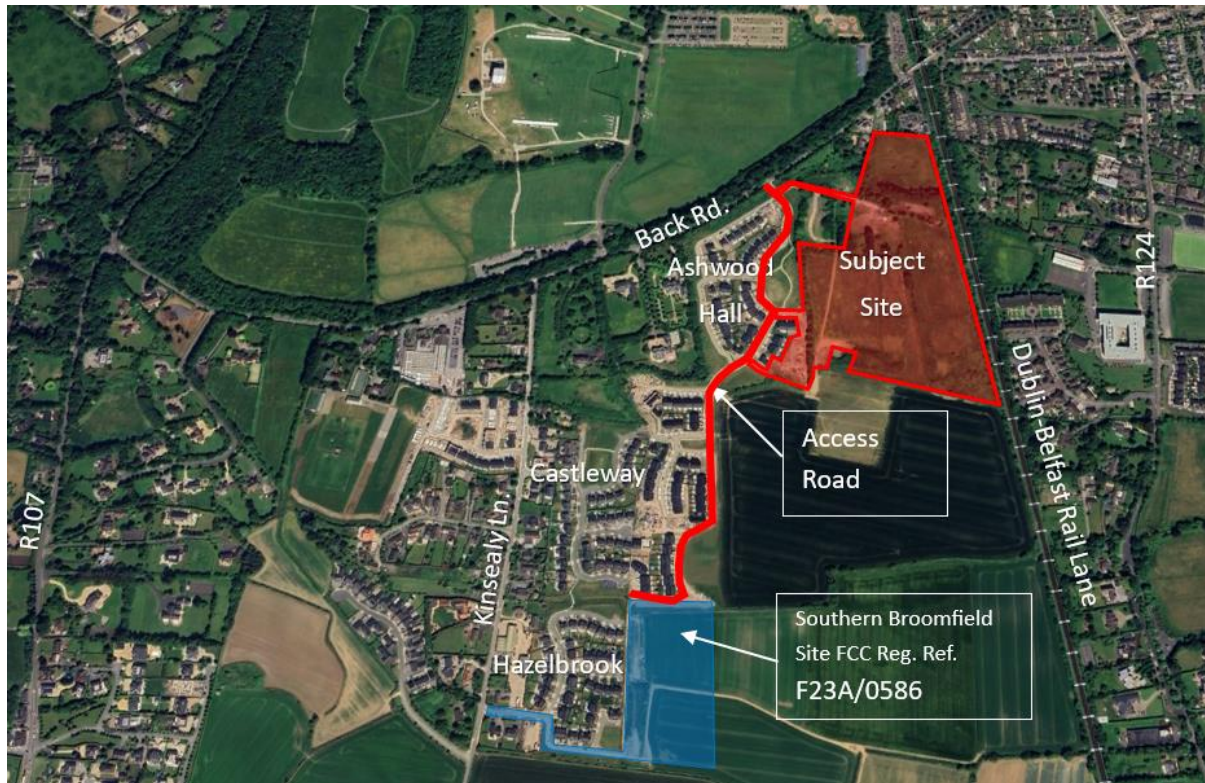 Back Rd.
Ashwood
Hall
Subject
Site
R124
Dublin-Belfast Rail Lane
Access
Road
Castleway
Kinsealy Ln.
R107
Southern Broomfield
Site FCC Reg. Ref.
F23A/0586
Hazelbrook